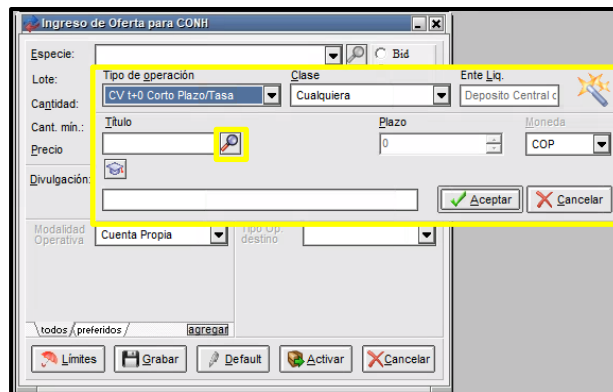 Ingreso de Oferta para CONH
Especie:
Bid
Lote:
Tipo de operación
Clase
Ente Liq.
Cantidad:
CV t+0 Corto Plazo/Tasa
Cualquiera
Deposito Central c
Cant. mín.:
Título
Plazo
Moneda
Precio
0
COP
Divulgación:
Aceptar
Cancelar
Modalidad
Operativa
Cuenta Propia
Tipo Op.
destino
todos
preferidos
agregar
Límites
Grabar
Default
Activar
Cancelar